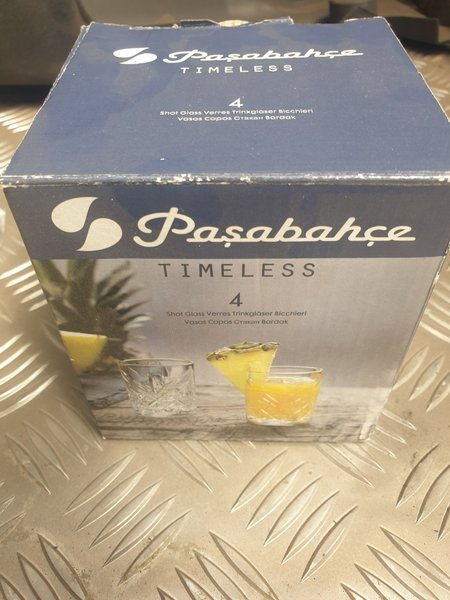 Paşabahçe
TIMELESS
4
Shot Glass Verres Trinkgläser Bicchieri
Vasos Copos Стакан Bardak
Paşabahçe
TIMELESS
4
Shot Glass Verres Trinkgläser Bicchieri
Vasos Copos Стакан Bardak